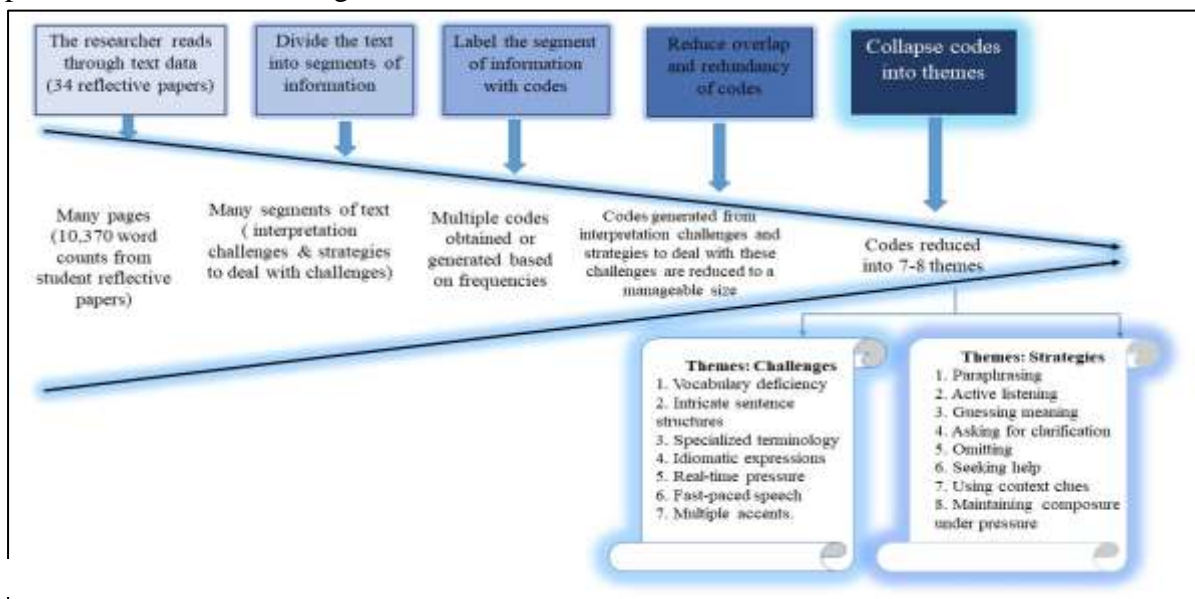 The researcher reads
through text data
(34 reflective papers)
Divide the text
into segments of
information
Label the segment
of information
with codes
Reduce overlap
and redundancy
of codes
Collapse codes
into themes
Many pages
(10,370 word
counts from
student reflective
papers)
Many segments of text
( interpretation
challenges & strategies
to deal with challenges)
Multiple codes
obtained or
generated based
on frequencies
Codes generated from
interpretation challenges and
strategies to deal with these
challenges are reduced to a
manageable size
Codes reduced
into 7-8 themes
Themes: Challenges
1. Vocabulary deficiency
2. Intricate sentence
structures
3. Specialized terminology
4. Idiomatic expressions
5. Real-time pressure
6. Fast-paced speech
7. Multiple accents.
Themes: Strategies
1. Paraphrasing
2. Active listening
3. Guessing meaning
4. Asking for clarification
5. Omitting
6. Seeking help
7. Using context clues
8. Maintaining composure
under pressure